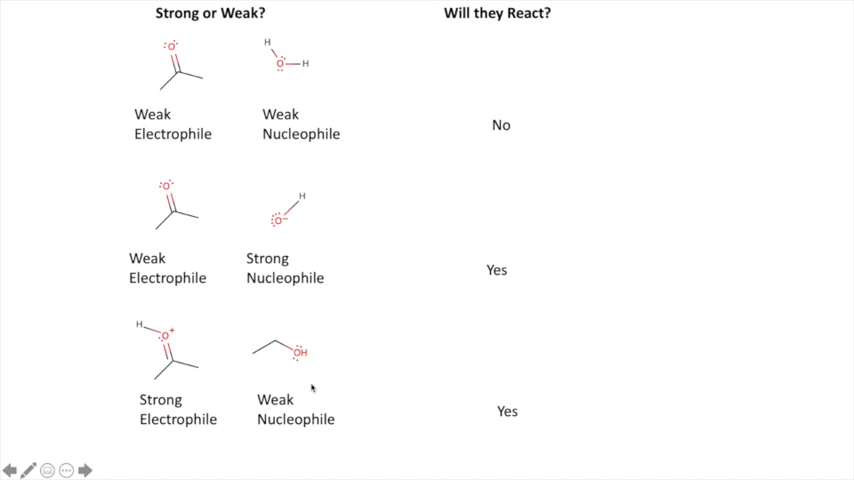 Strong or Weak?
Will they React?
:O:
H
O—H
Weak
Electrophile
Weak
Nucleophile
No
:O:
H
O−
Weak
Electrophile
Strong
Nucleophile
Yes
H
O+
OH
Strong
Electrophile
Weak
Nucleophile
Yes